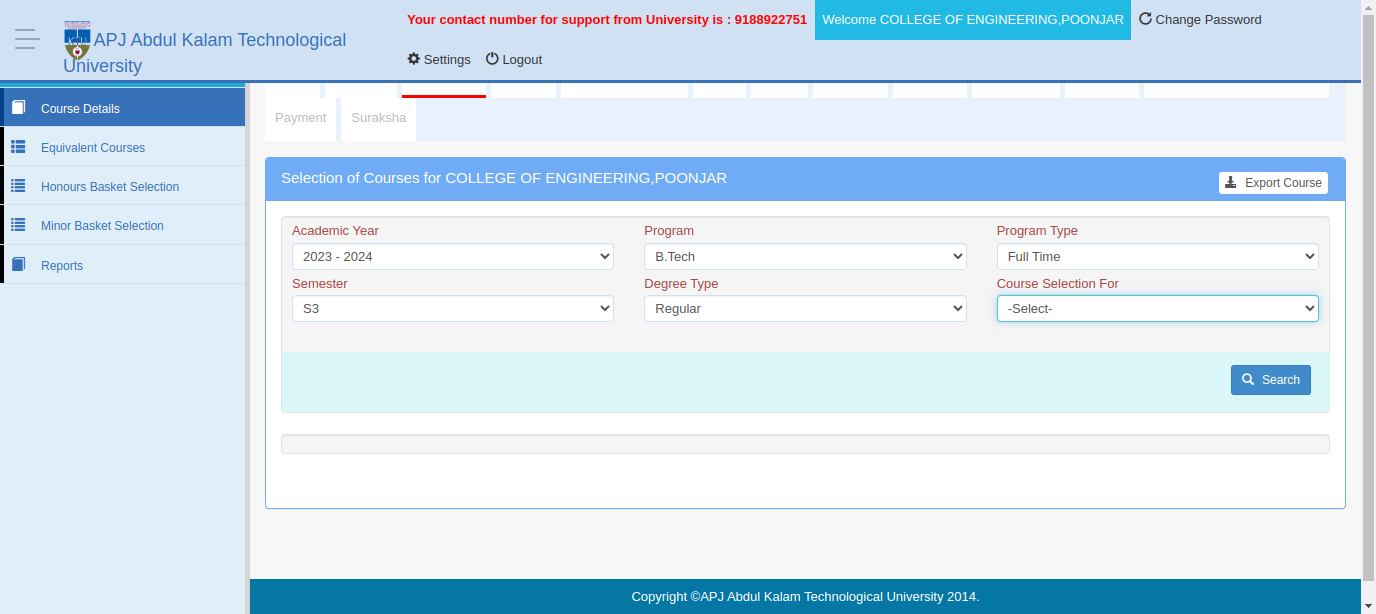 Your contact number for support from University is : 9188922751
Welcome COLLEGE OF ENGINEERING,POONJAR
Change Password
APJ Abdul Kalam Technological
University
Settings
Logout
Course Details
Equivalent Courses
Honours Basket Selection
Minor Basket Selection
Reports
Payment
Suraksha
Selection of Courses for COLLEGE OF ENGINEERING,POONJAR
Export Course
Academic Year
Program
Program Type
2023 - 2024
B.Tech
Full Time
Semester
Degree Type
Course Selection For
S3
Regular
-Select-
Search
Copyright ©APJ Abdul Kalam Technological University 2014.